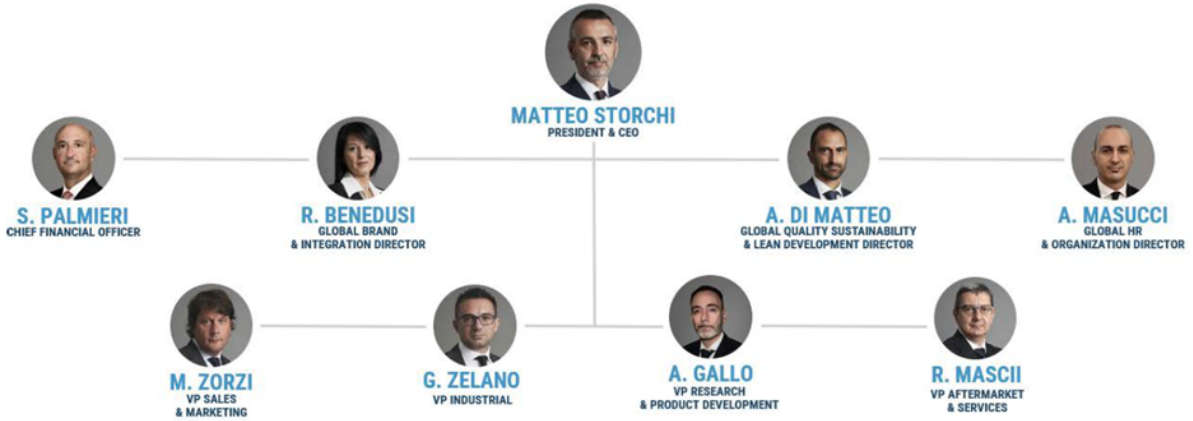 MATTEO STORCHI
PRESIDENT & CEO
S. PALMIERI
CHIEF FINANCIAL OFFICER
R. BENEDUSI
GLOBAL BRAND
& INTEGRATION DIRECTOR
A. DI MATTEO
GLOBAL QUALITY SUSTAINABILITY
& LEAN DEVELOPMENT DIRECTOR
A. MASUCCI
GLOBAL HR
& ORGANIZATION DIRECTOR
M. ZORZI
VP SALES
& MARKETING
G. ZELANO
VP INDUSTRIAL
A. GALLO
VP RESEARCH
& PRODUCT DEVELOPMENT
R. MASCII
VP AFTERMARKET
& SERVICES